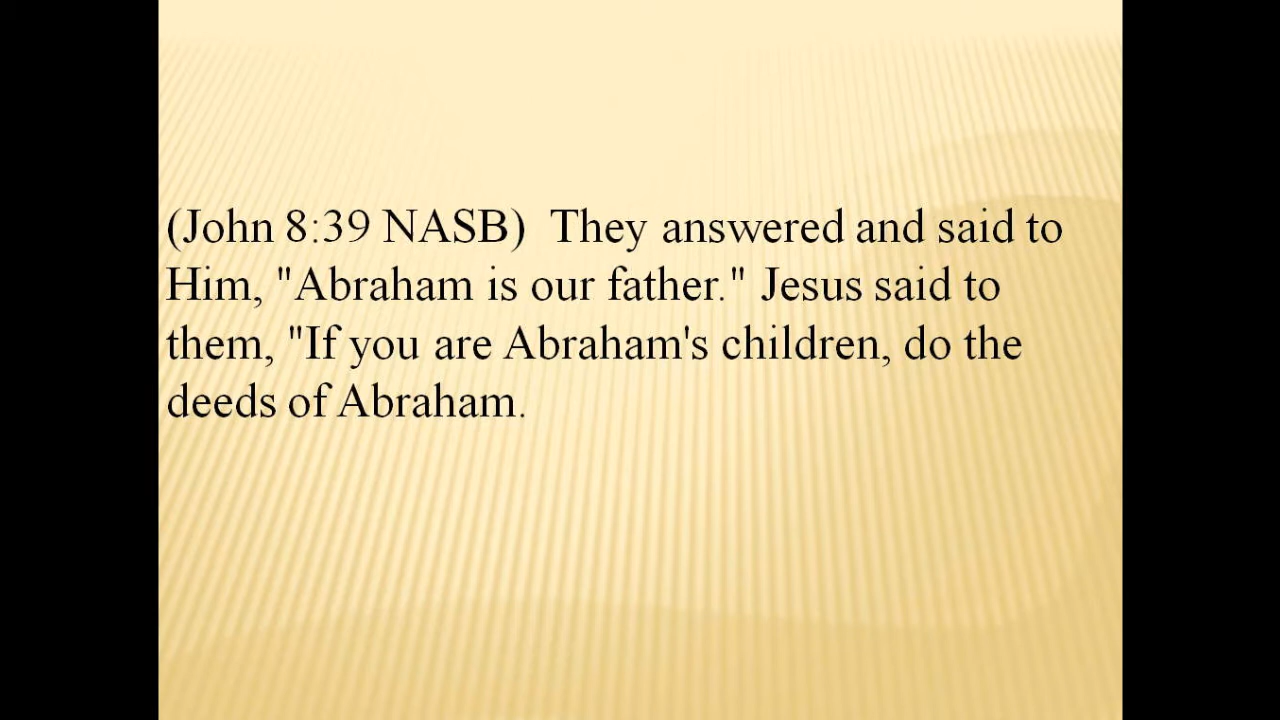 (John 8:39 NASB)  They answered and said to
Him, "Abraham is our father." Jesus said to
them, "If you are Abraham's children, do the
deeds of Abraham.